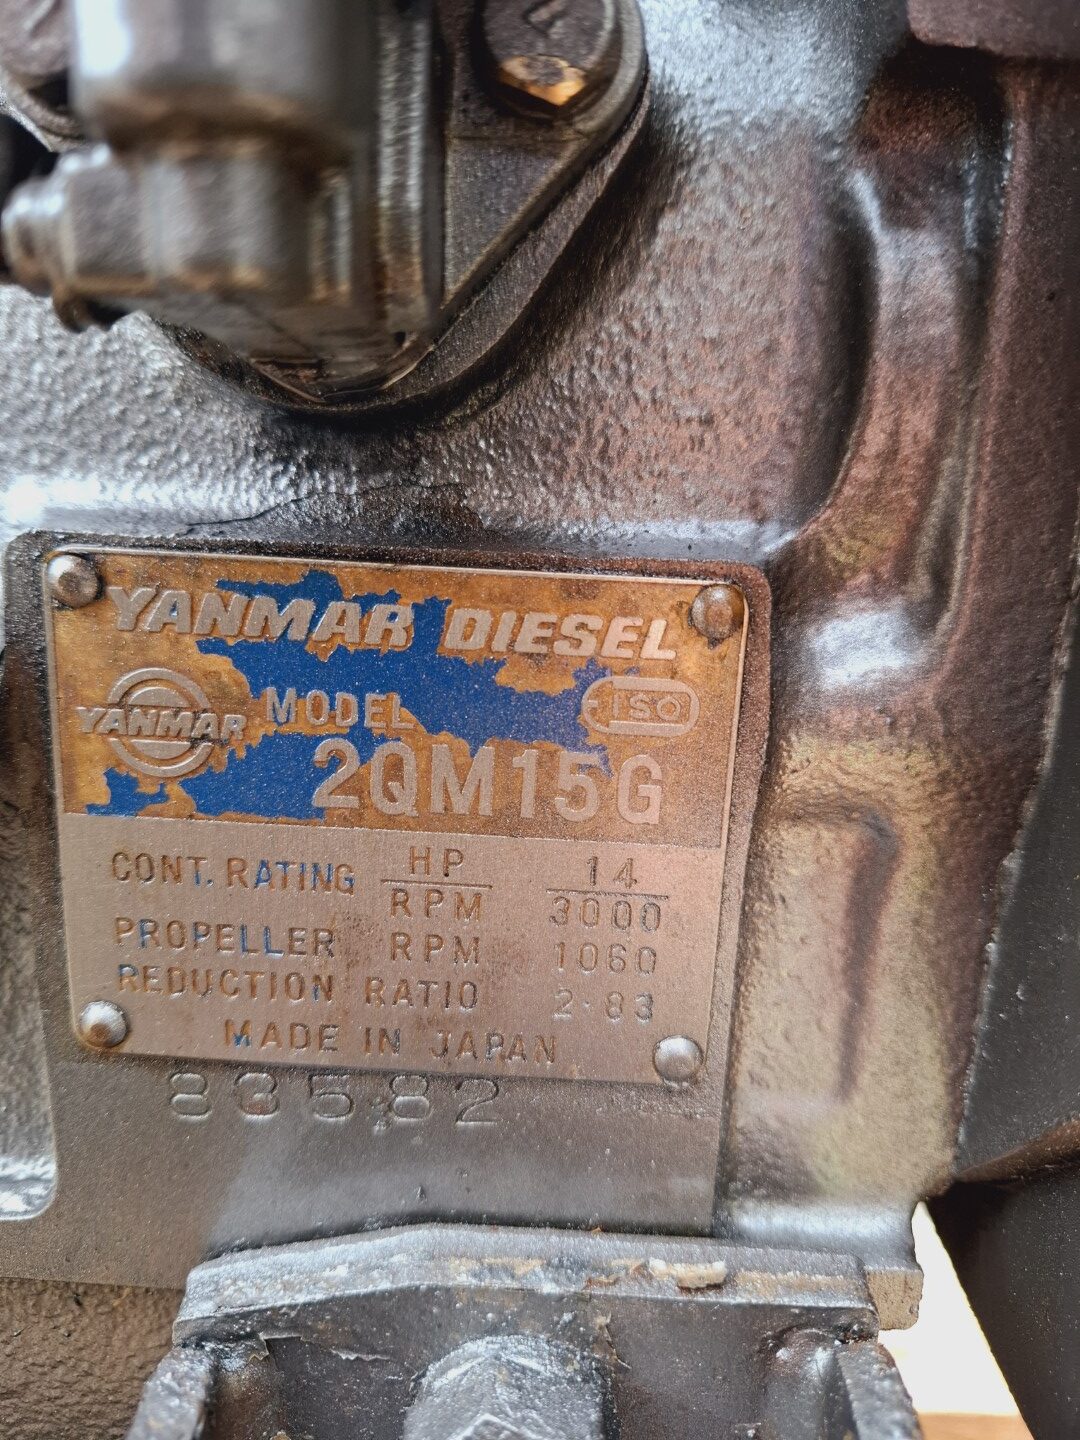 YANMAR DIESEL
YANMAR
MODEL
ISO
2QM15G
CONT. RATING HP 14
RPM 3000
PROPELLER RPM 1060
REDUCTION RATIO 2.83
MADE IN JAPAN
83582